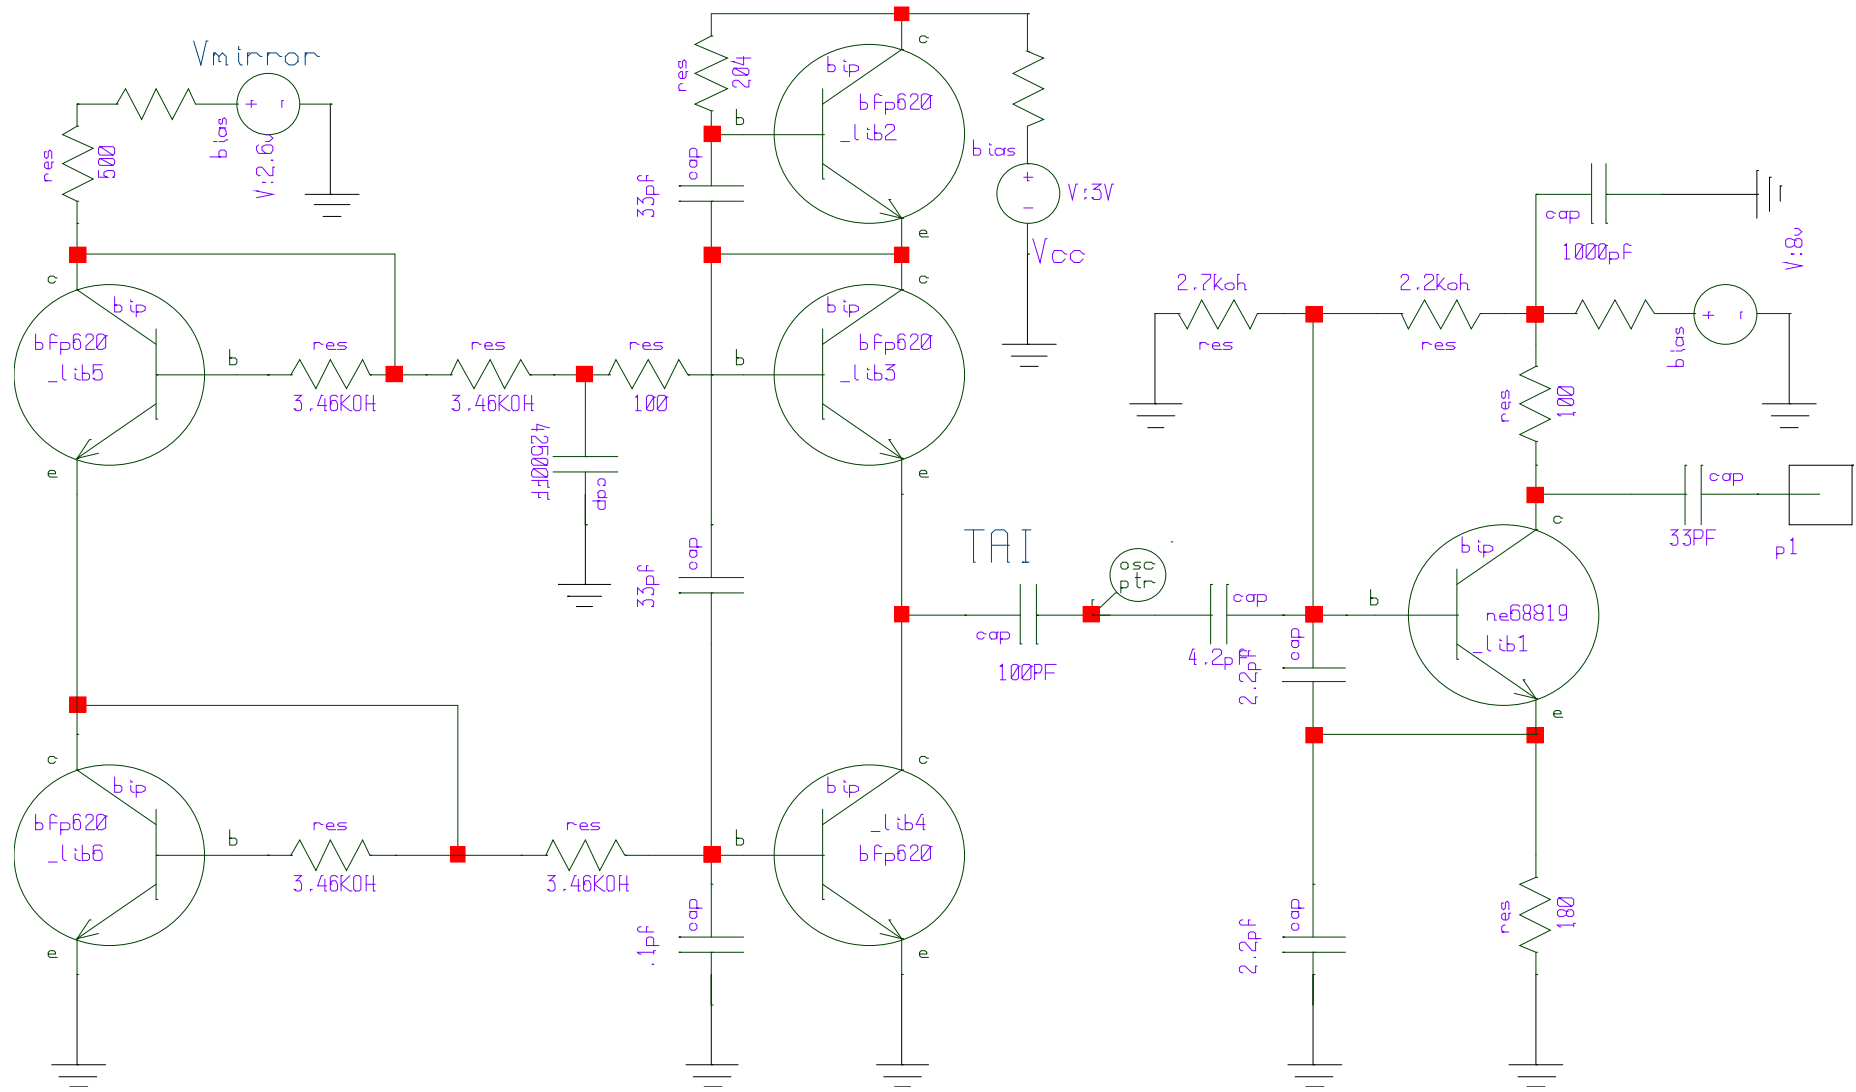 Vmirror
bias
V:2.6v
res
500
c
bip
bfp620
_lib5
b
e
res
3.46KOH
res
3.46KOH
res
100
42500FF
cap
c
bip
bfp620
_lib6
b
e
res
3.46KOH
res
3.46KOH
res
204
b
c
bip
bfp620
_lib2
e
cap
33pf
bias
V:3V
Vcc
c
bip
bfp620
_lib3
b
e
cap
33pf
c
bip
_lib4
bfp620
b
e
cap
.1pf
TAI
cap
100PF
osc
ptr
cap
4.2pf
cap
2.2pf
cap
2.2pf
2.7Koh
res
2.2Koh
res
cap
1000pf
V:8v
bias
res
100
c
bip
ne68819
_lib1
b
e
cap
33PF
p1
res
180